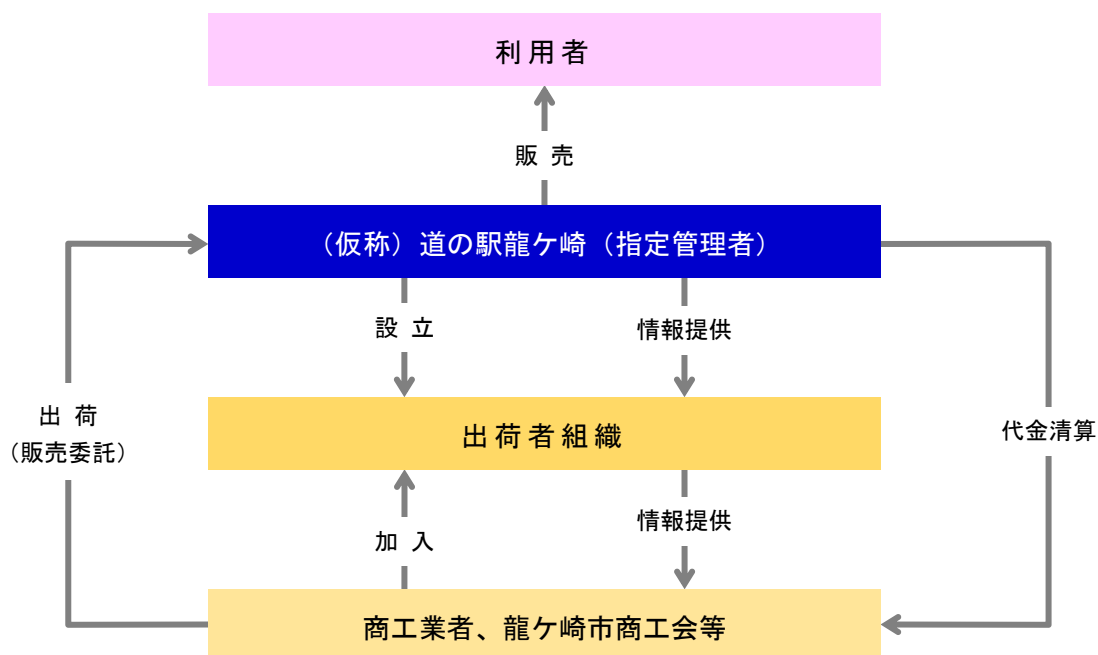 利用者
販 売
（仮称）道の駅龍ケ崎（指定管理者）
設 立
情報提供
出 荷
（販売委託）
出荷者組織
代金清算
加 入
情報提供
商工業者、龍ケ崎市商工会等